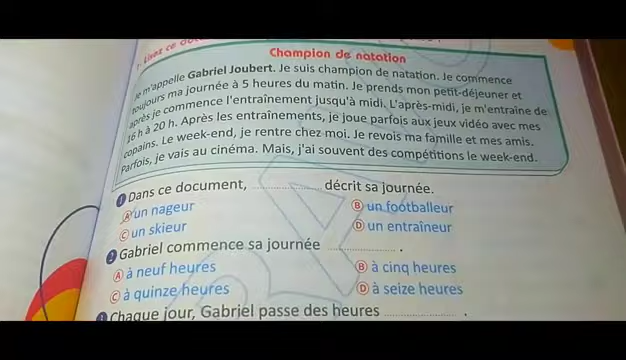 1- Lisez ce
Champion de natation
Je m'appelle Gabriel Joubert. Je suis champion de natation. Je commence
toujours ma journée à 5 heures du matin. Je prends mon petit-déjeuner et
après je commence l'entraînement jusqu'à midi. L'après-midi, je m'entraîne de
16 h à 20 h. Après les entraînements, je joue parfois aux jeux vidéo avec mes
copains. Le week-end, je rentre chez moi. Je revois ma famille et mes amis.
Parfois, je vais au cinéma. Mais, j'ai souvent des compétitions le week-end.
1 Dans ce document, ............... décrit sa journée.
A un nageur B un footballeur
C un skieur D un entraîneur
2 Gabriel commence sa journée ............... .
A à neuf heures B à cinq heures
C à quinze heures D à seize heures
Chaque jour, Gabriel passe des heures ............... .